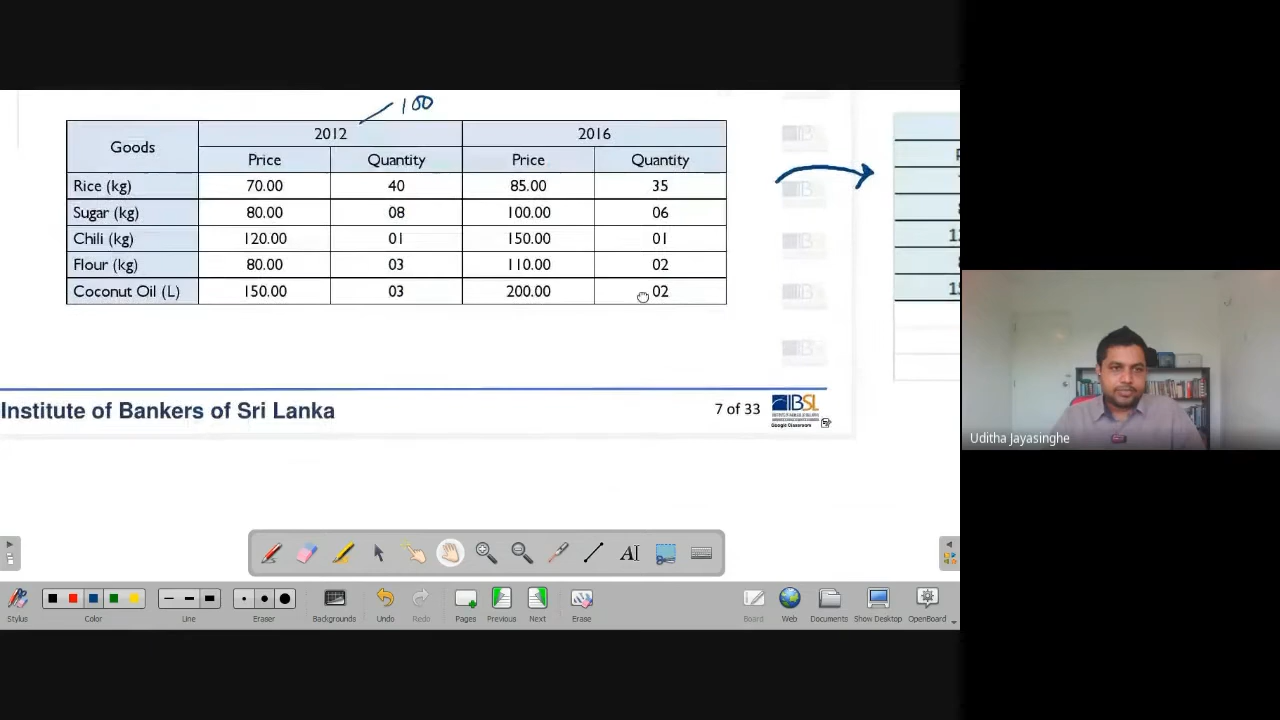 100
Goods 2012 2016
Price Quantity Price Quantity
Rice (kg) 70.00 40 85.00 35
Sugar (kg) 80.00 08 100.00 06
Chili (kg) 120.00 01 150.00 01
Flour (kg) 80.00 03 110.00 02
Coconut Oil (L) 150.00 03 200.00 02
Institute of Bankers of Sri Lanka
7 of 33
IBSL
Google Classroom
Uditha Jayasinghe
AI
Stylus Color Line Eraser Backgrounds Undo Redo Pages Previous Next Erase Board Web Documents Show Desktop OpenBoard